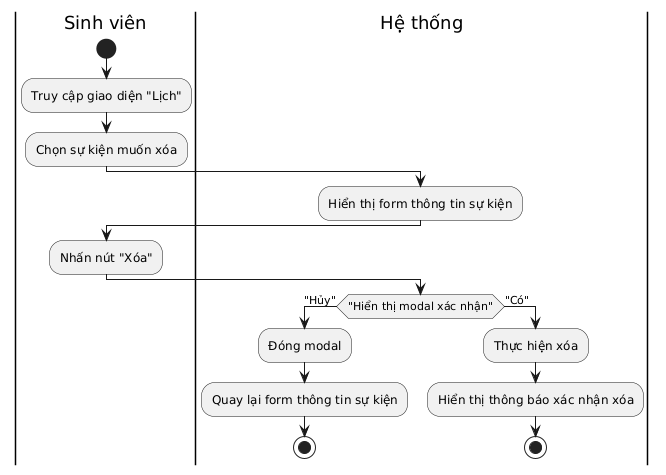 Sinh viên
Hệ thống
Truy cập giao diện "Lịch"
Chọn sự kiện muốn xóa
Hiển thị form thông tin sự kiện
Nhấn nút "Xóa"
"Hủy"
"Hiển thị modal xác nhận"
"Có"
Đóng modal
Thực hiện xóa
Quay lại form thông tin sự kiện
Hiển thị thông báo xác nhận xóa